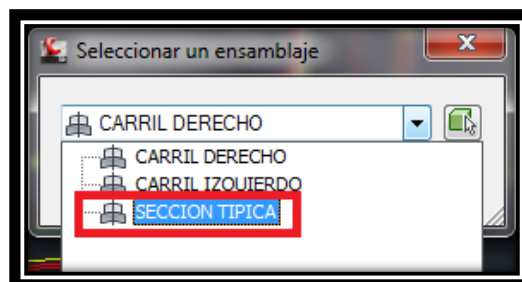 Seleccionar un ensamblaje
CARRIL DERECHO
CARRIL DERECHO
CARRIL IZQUIERDO
SECCION TIPICA